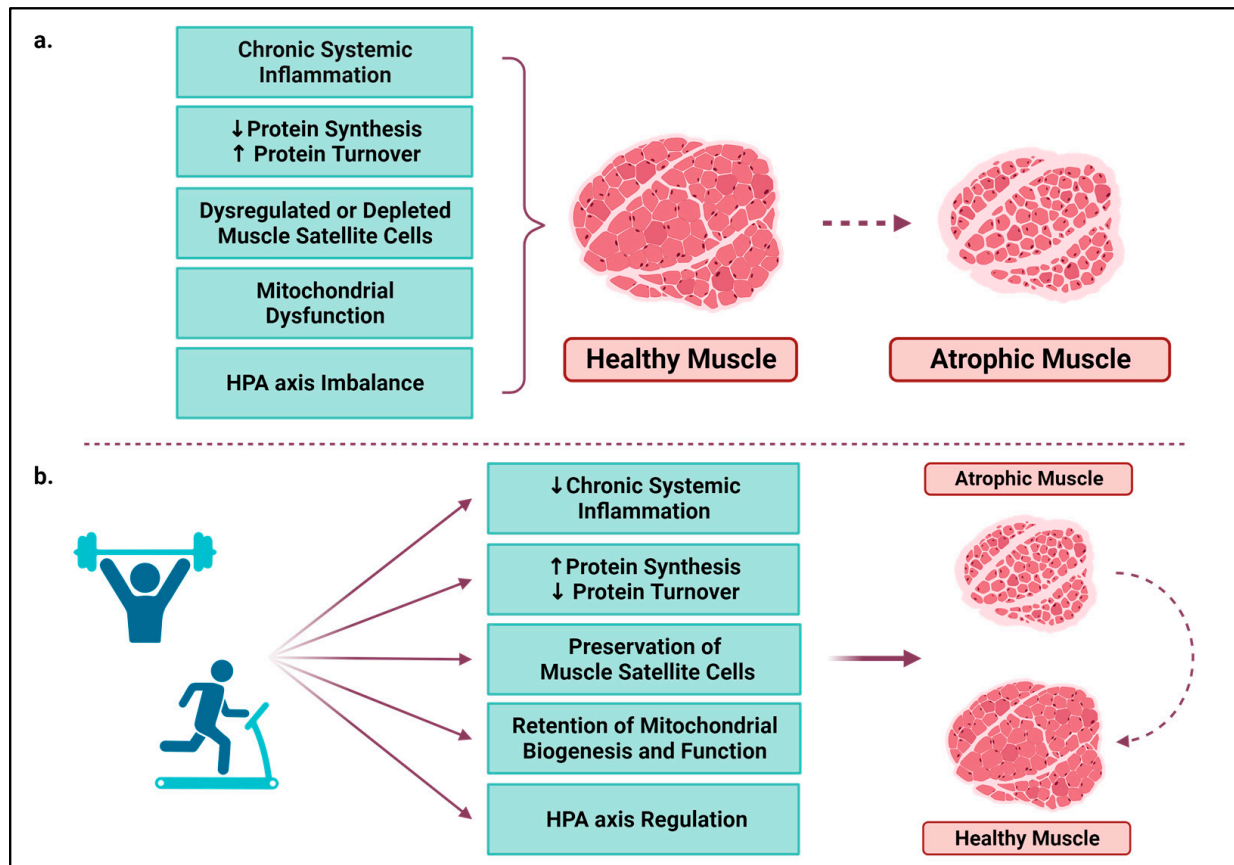 a.
Chronic Systemic
Inflammation
↓Protein Synthesis
↑ Protein Turnover
Dysregulated or Depleted
Muscle Satellite Cells
Mitochondrial
Dysfunction
HPA axis Imbalance
Healthy Muscle
Atrophic Muscle
b.
↓Chronic Systemic
Inflammation
↑Protein Synthesis
↓ Protein Turnover
Preservation of
Muscle Satellite Cells
Retention of Mitochondrial
Biogenesis and Function
HPA axis Regulation
Atrophic Muscle
Healthy Muscle